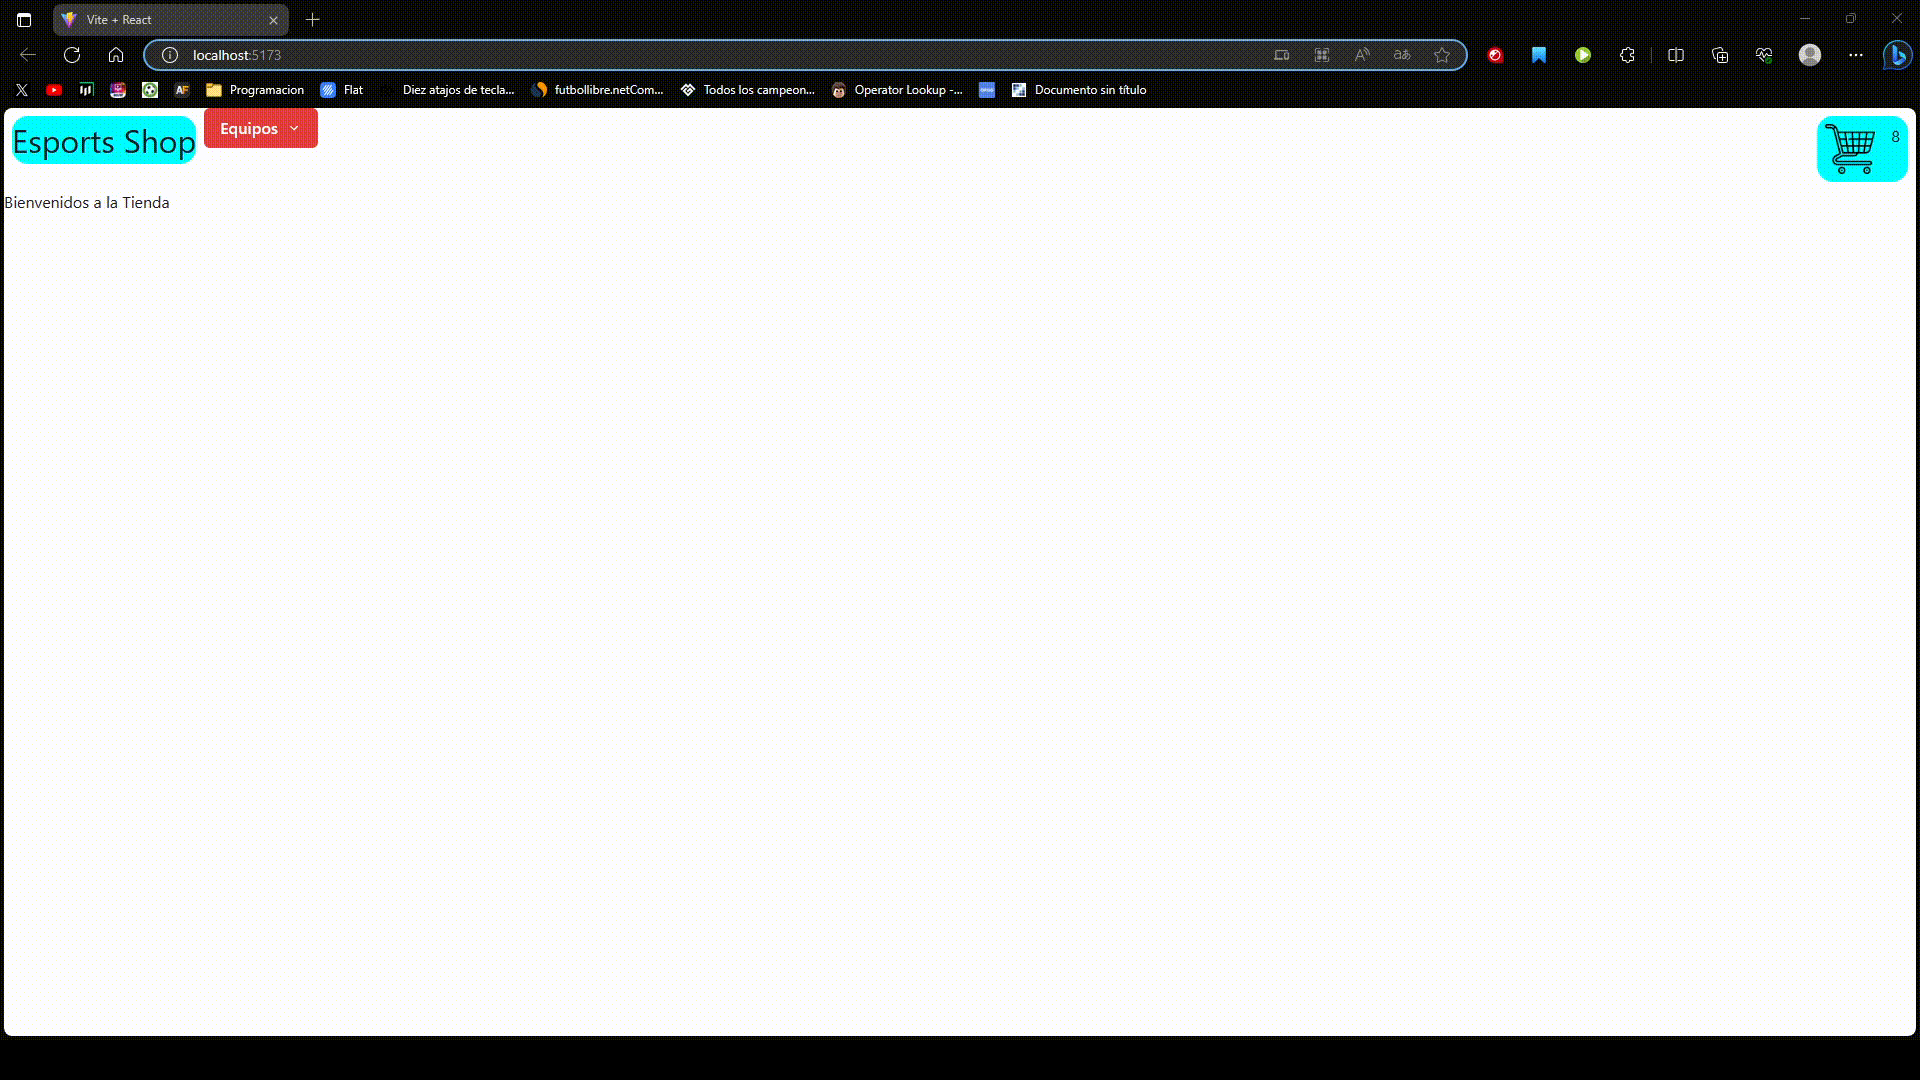 Vite + React
localhost:5173
Programacion
Flat
Diez atajos de tecla...
futbollibre.netCom...
Todos los campeon...
Operator Lookup -...
Documento sin título
Esports Shop
Equipos
8
Bienvenidos a la Tienda